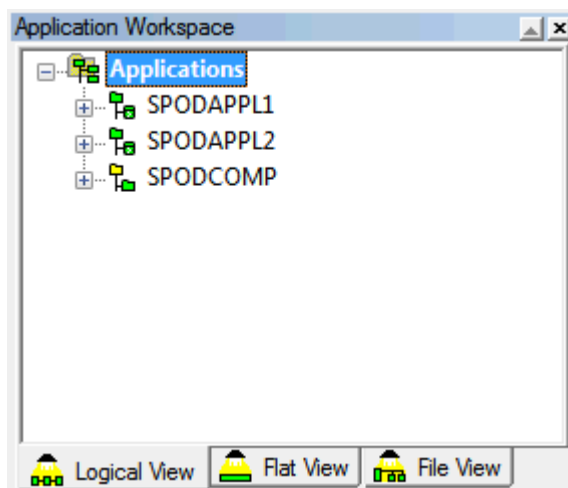 Application Workspace
Applications
SPODAPPL1
SPODAPPL2
SPODCOMP
Logical View Flat View File View